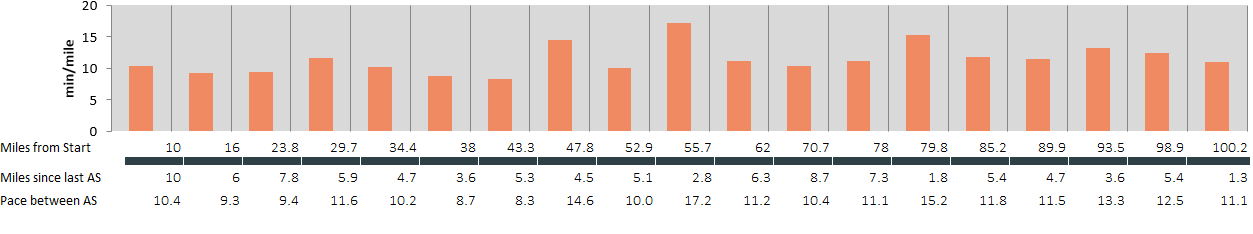 20
15
10
5
0
min/mile
Miles from Start 10 16 23.8 29.7 34.4 38 43.3 47.8 52.9 55.7 62 70.7 78 79.8 85.2 89.9 93.5 98.9 100.2
Miles since last AS 10 6 7.8 5.9 4.7 3.6 5.3 4.5 5.1 2.8 6.3 8.7 7.3 1.8 5.4 4.7 3.6 5.4 1.3
Pace between AS 10.4 9.3 9.4 11.6 10.2 8.7 8.3 14.6 10.0 17.2 11.2 10.4 11.1 15.2 11.8 11.5 13.3 12.5 11.1